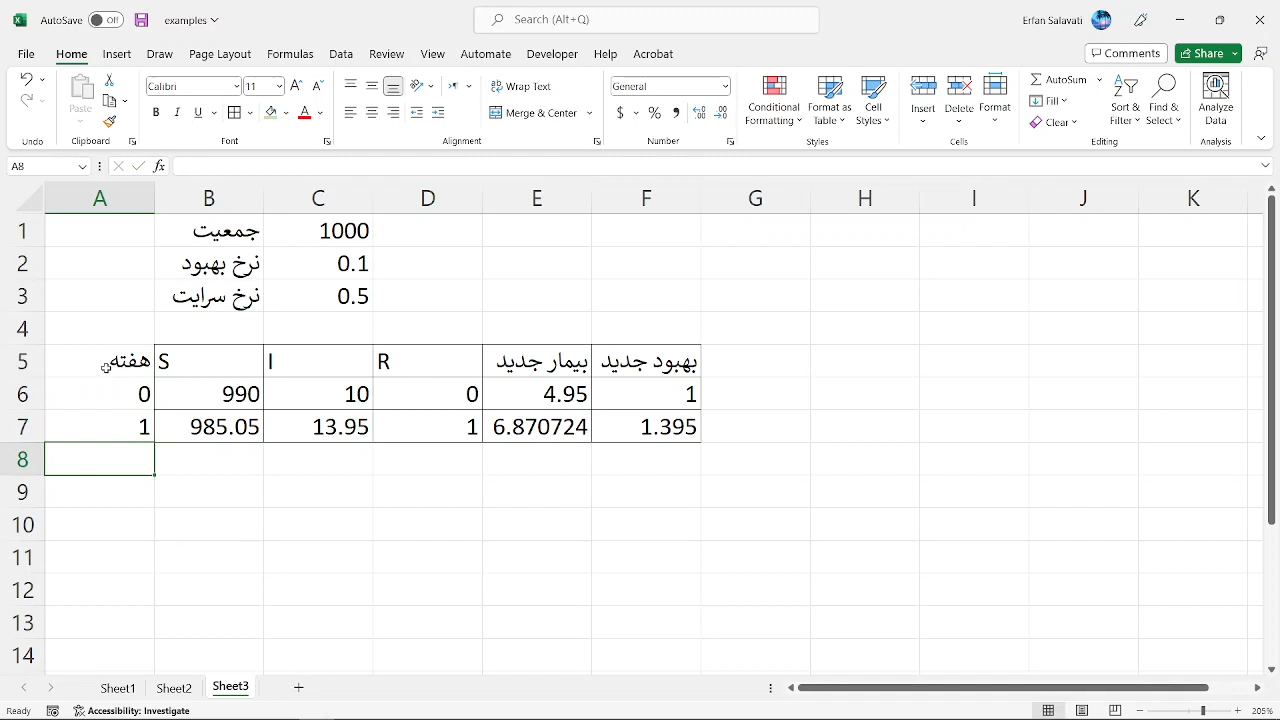 AutoSave Off examples Search (Alt+Q) Erfan Salavati
File Home Insert Draw Page Layout Formulas Data Review View Automate Developer Help Acrobat Comments Share
Paste Calibri 11 B I U Wrap Text Merge & Center General $ % , Conditional Formatting Format as Table Cell Styles Insert Delete Format AutoSum Fill Clear Sort & Filter Find & Select Analyze Data
Undo Clipboard Font Alignment Number Styles Cells Editing Analysis
A8 fx
A B C D E F G H I J K
1 جمعیت 1000
2 نرخ بهبود 0.1
3 نرخ سرایت 0.5
4
5 هفته S I R بیمار جدید بهبود جدید
6 0 990 10 0 4.95 1
7 1 985.05 13.95 1 6.870724 1.395
8
9
10
11
12
13
14
Sheet1 Sheet2 Sheet3
Ready Accessibility: Investigate 205%